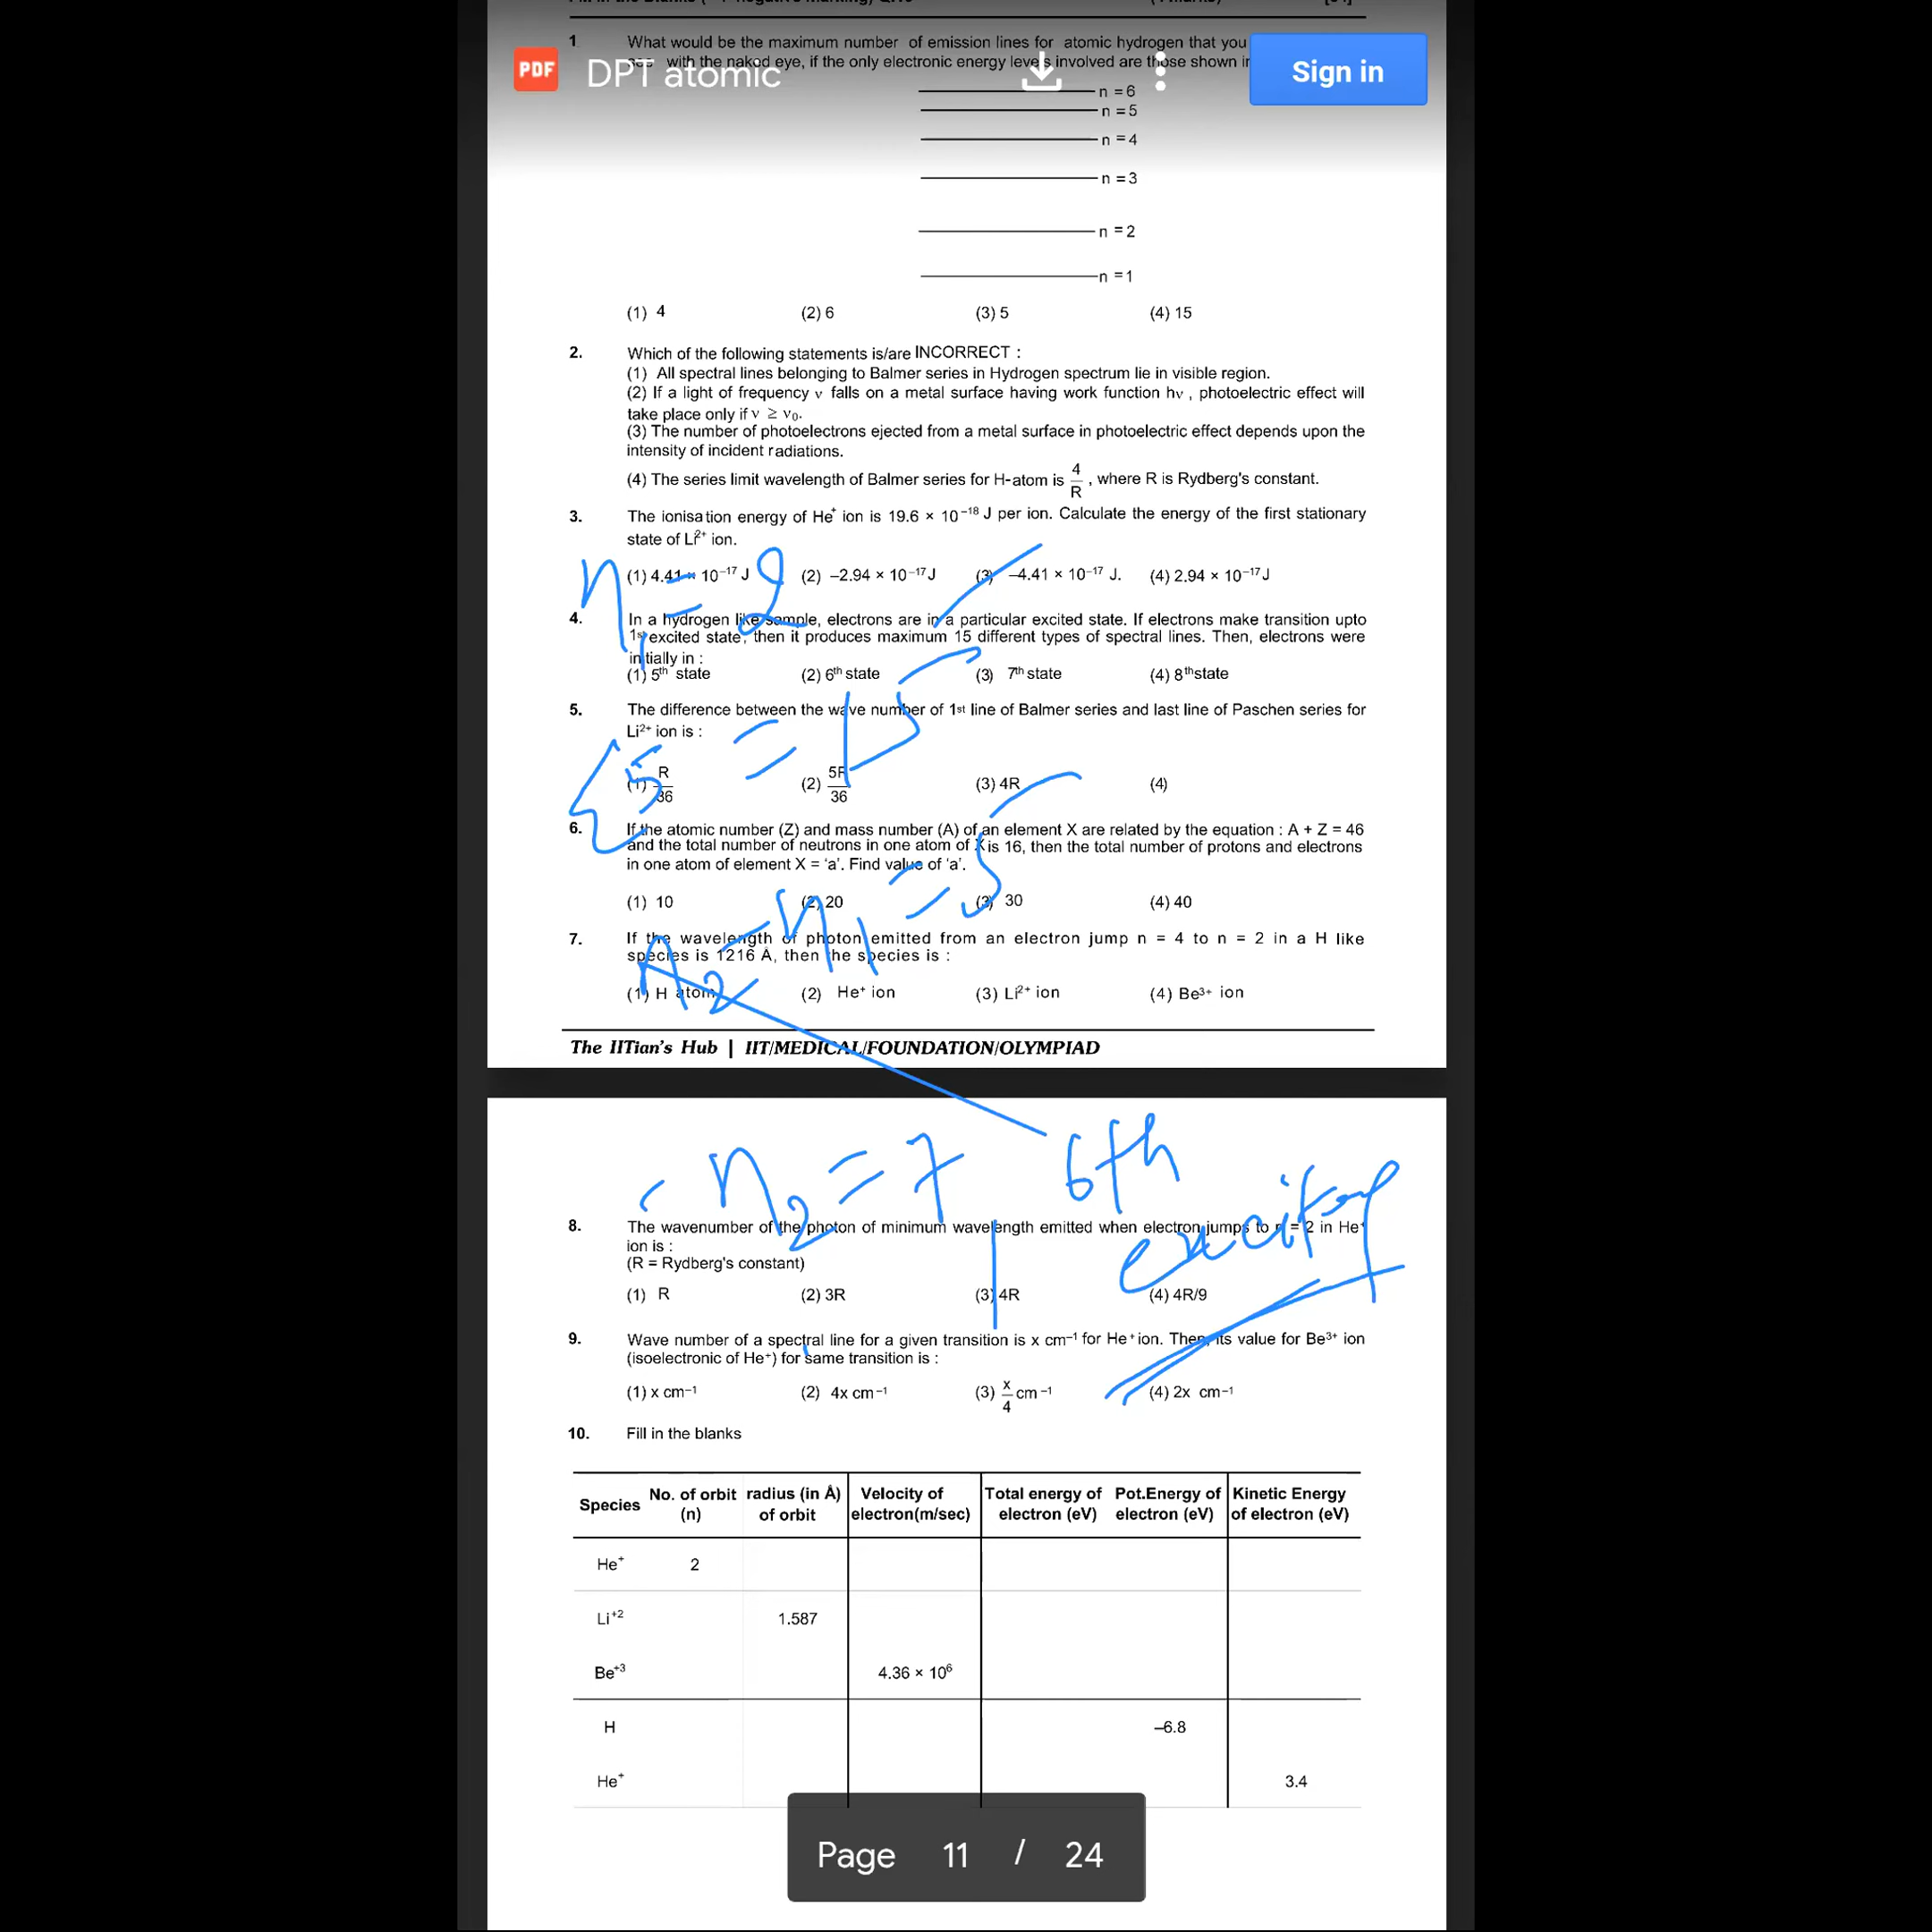 1 What would be the maximum number of emission lines for atomic hydrogen that you
with the naked eye, if the only electronic energy levels involved are those shown in
PDF DPT atomic Sign in
n = 6
n = 5
n = 4
n = 3
n = 2
n = 1
(1) 4 (2) 6 (3) 5 (4) 15
2. Which of the following statements is/are INCORRECT :
(1) All spectral lines belonging to Balmer series in Hydrogen spectrum lie in visible region.
(2) If a light of frequency ν falls on a metal surface having work function hν , photoelectric effect will
take place only if ν ≥ ν₀.
(3) The number of photoelectrons ejected from a metal surface in photoelectric effect depends upon the
intensity of incident radiations.
(4) The series limit wavelength of Balmer series for H-atom is 4/R , where R is Rydberg's constant.
3. The ionisation energy of He⁺ ion is 19.6 × 10⁻¹⁸ J per ion. Calculate the energy of the first stationary
state of Li²⁺ ion.
(1) 4.41 × 10⁻¹⁷ J (2) –2.94 × 10⁻¹⁷J (3) –4.41 × 10⁻¹⁷ J. (4) 2.94 × 10⁻¹⁷J
n₁ = 2
4. In a hydrogen like sample, electrons are in a particular excited state. If electrons make transition upto
1st excited state, then it produces maximum 15 different types of spectral lines. Then, electrons were
initially in :
(1) 5th state (2) 6th state (3) 7th state (4) 8th state
5. The difference between the wave number of 1st line of Balmer series and last line of Paschen series for
Li²⁺ ion is :
Σ5 = 15
(1) R/36 (2) 5R/36 (3) 4R (4)
6. If the atomic number (Z) and mass number (A) of an element X are related by the equation : A + Z = 46
and the total number of neutrons in one atom of X is 16, then the total number of protons and electrons
in one atom of element X = 'a'. Find value of 'a'.
(1) 10 (2) 20 (3) 30 (4) 40
n₂ – n₁ = 5
7. If the wavelength of photon emitted from an electron jump n = 4 to n = 2 in a H like
species is 1216 Å, then the species is :
(1) H atom (2) He⁺ ion (3) Li²⁺ ion (4) Be³⁺ ion
The IITian's Hub | IIT/MEDICAL/FOUNDATION/OLYMPIAD
n₂ = 7 6th
excited
8. The wavenumber of the photon of minimum wavelength emitted when electron jumps to n = 2 in He⁺
ion is :
(R = Rydberg's constant)
(1) R (2) 3R (3) 4R (4) 4R/9
9. Wave number of a spectral line for a given transition is x cm⁻¹ for He⁺ ion. Then, its value for Be³⁺ ion
(isoelectronic of He⁺) for same transition is :
(1) x cm⁻¹ (2) 4x cm⁻¹ (3) x/4 cm⁻¹ (4) 2x cm⁻¹
10. Fill in the blanks
Species No. of orbit (n) radius (in Å) of orbit Velocity of electron(m/sec) Total energy of electron (eV) Pot.Energy of electron (eV) Kinetic Energy of electron (eV)
He⁺ 2
Li⁺² 1.587
Be⁺³ 4.36 × 10⁶
H –6.8
He⁺ 3.4
Page 11 / 24